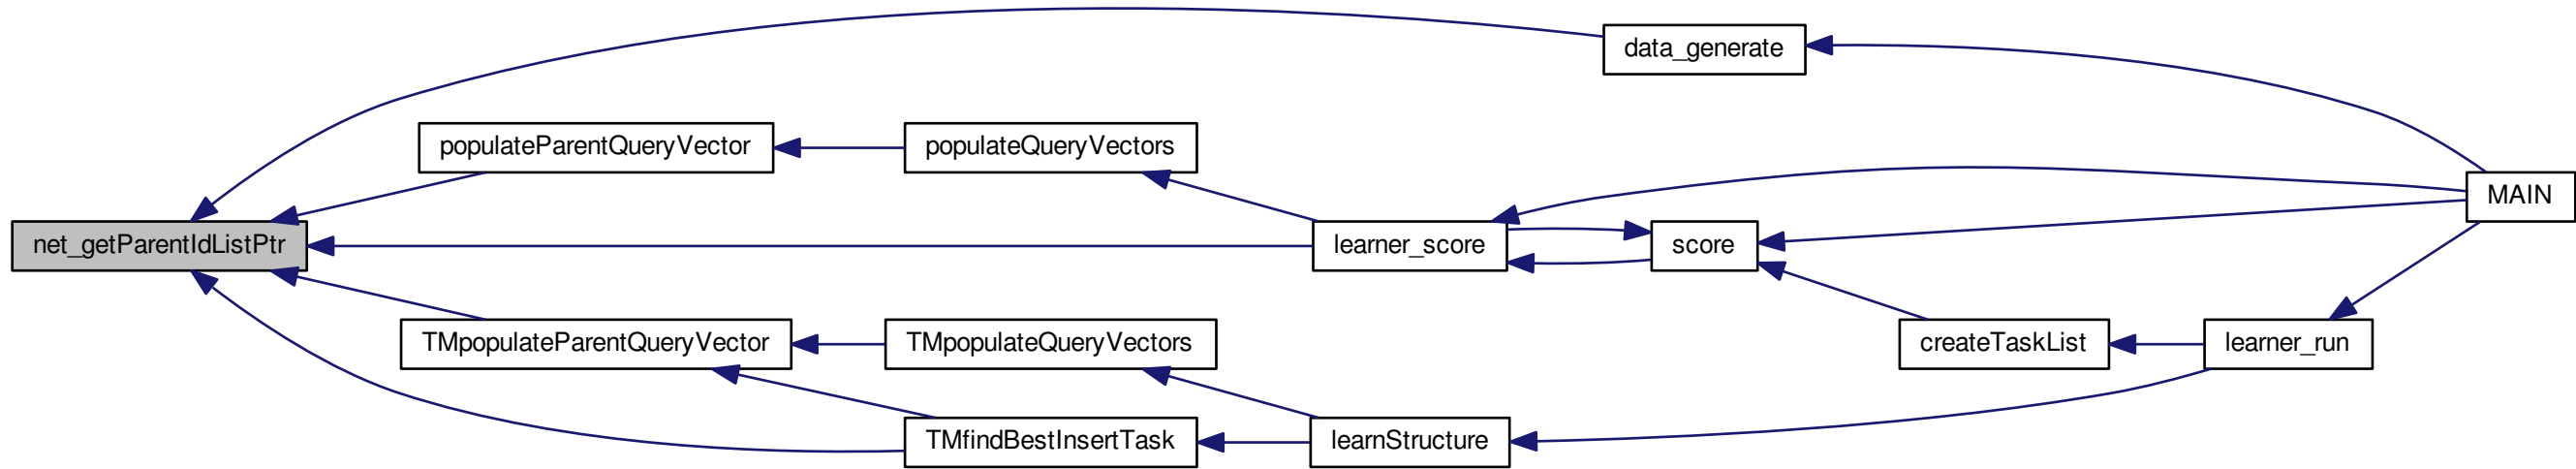 data_generate
populateParentQueryVector
populateQueryVectors
MAIN
net_getParentIdListPtr
learner_score
score
TMpopulateParentQueryVector
TMpopulateQueryVectors
createTaskList
learner_run
TMfindBestInsertTask
learnStructure